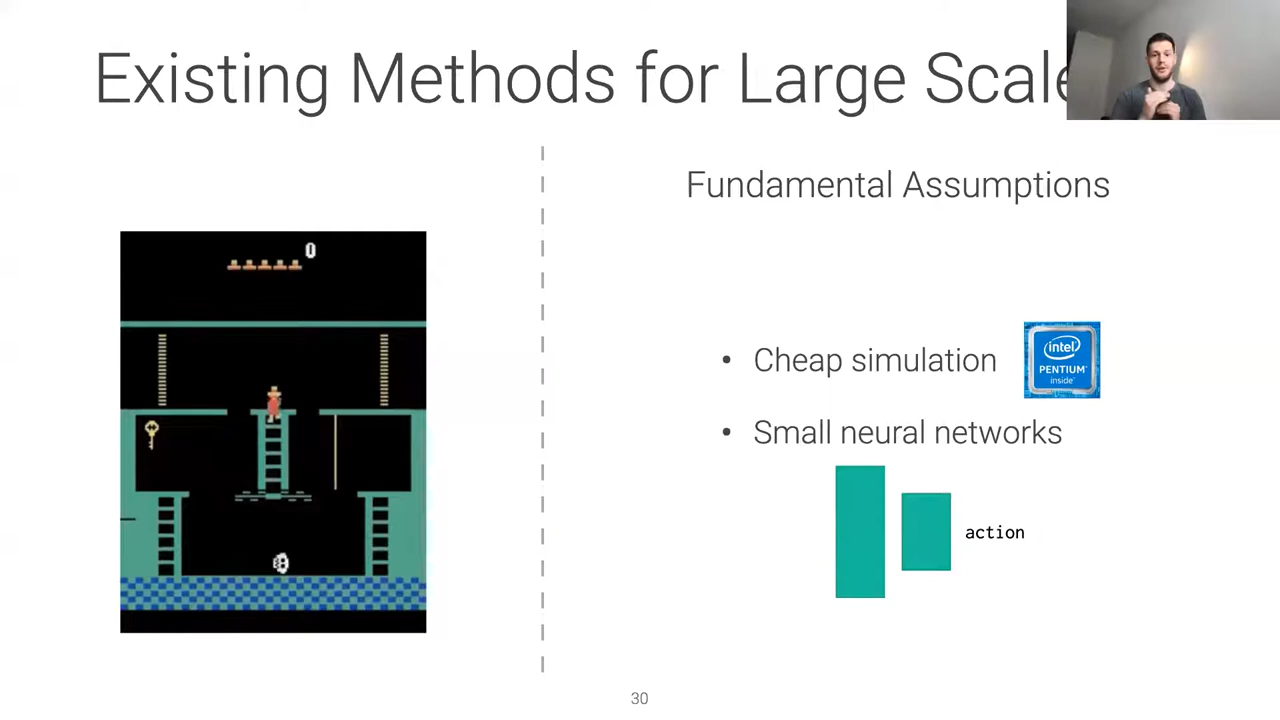 Existing Methods for Large Scale
0
Fundamental Assumptions
• Cheap simulation
intel
PENTIUM
inside
• Small neural networks
action
30